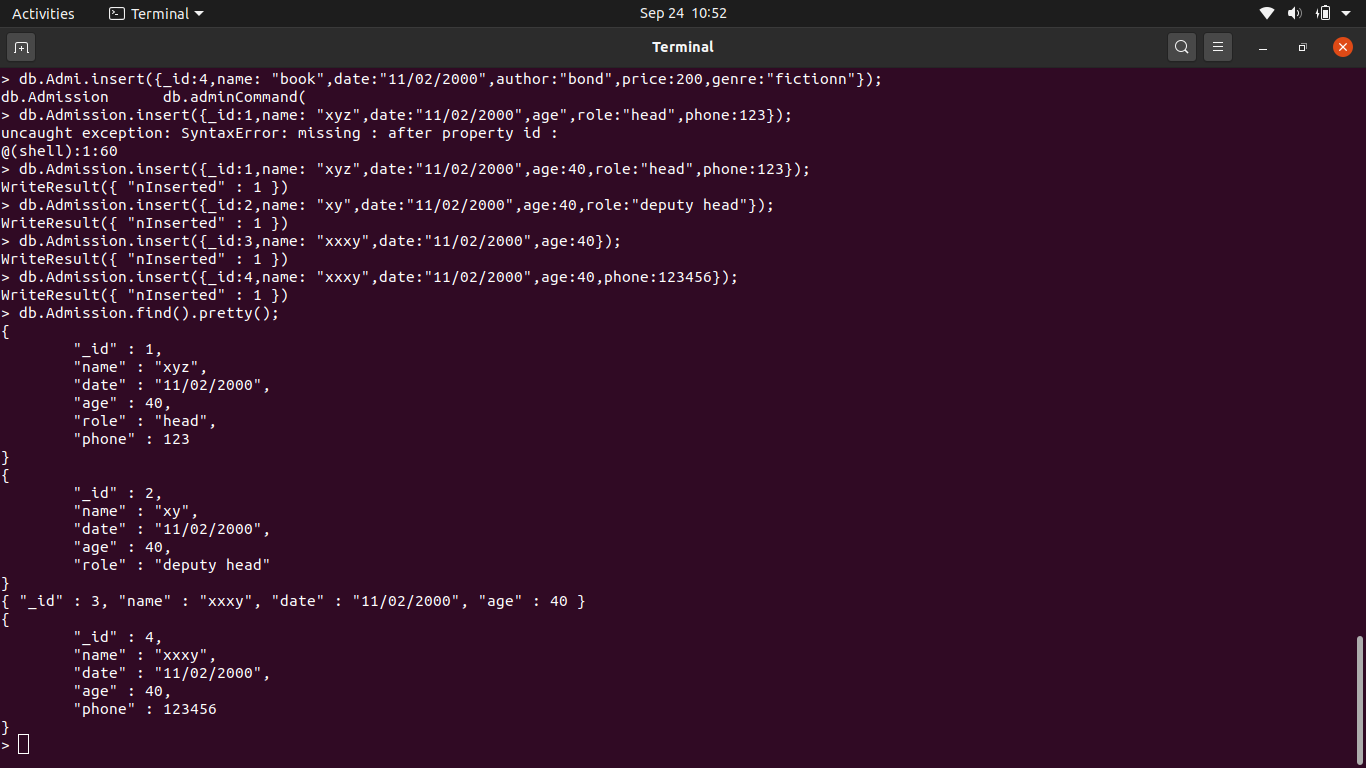 Activities Terminal Sep 24 10:52
Terminal
> db.Admi.insert({_id:4,name: "book",date:"11/02/2000",author:"bond",price:200,genre:"fictionn"});
db.Admission      db.adminCommand(
> db.Admission.insert({_id:1,name: "xyz",date:"11/02/2000",age",role:"head",phone:123});
uncaught exception: SyntaxError: missing : after property id :
@(shell):1:60
> db.Admission.insert({_id:1,name: "xyz",date:"11/02/2000",age:40,role:"head",phone:123});
WriteResult({ "nInserted" : 1 })
> db.Admission.insert({_id:2,name: "xy",date:"11/02/2000",age:40,role:"deputy head"});
WriteResult({ "nInserted" : 1 })
> db.Admission.insert({_id:3,name: "xxxy",date:"11/02/2000",age:40});
WriteResult({ "nInserted" : 1 })
> db.Admission.insert({_id:4,name: "xxxy",date:"11/02/2000",age:40,phone:123456});
WriteResult({ "nInserted" : 1 })
> db.Admission.find().pretty();
{
        "_id" : 1,
        "name" : "xyz",
        "date" : "11/02/2000",
        "age" : 40,
        "role" : "head",
        "phone" : 123
}
{
        "_id" : 2,
        "name" : "xy",
        "date" : "11/02/2000",
        "age" : 40,
        "role" : "deputy head"
}
{ "_id" : 3, "name" : "xxxy", "date" : "11/02/2000", "age" : 40 }
{
        "_id" : 4,
        "name" : "xxxy",
        "date" : "11/02/2000",
        "age" : 40,
        "phone" : 123456
}
>